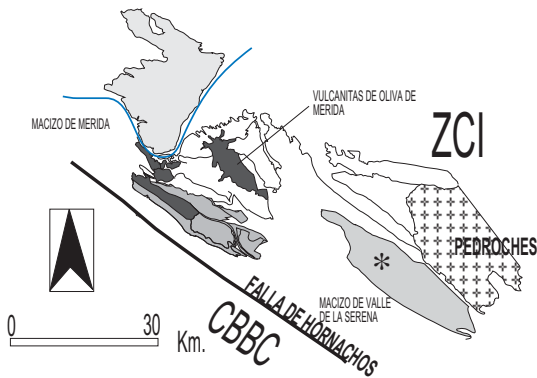 VULCANITAS DE OLIVA DE
MERIDA
MACIZO DE MERIDA
ZCI
PEDROCHES
*
FALLA DE HORNACHOS
MACIZO DE VALLE
DE LA SERENA
CBBC
0 30
Km.